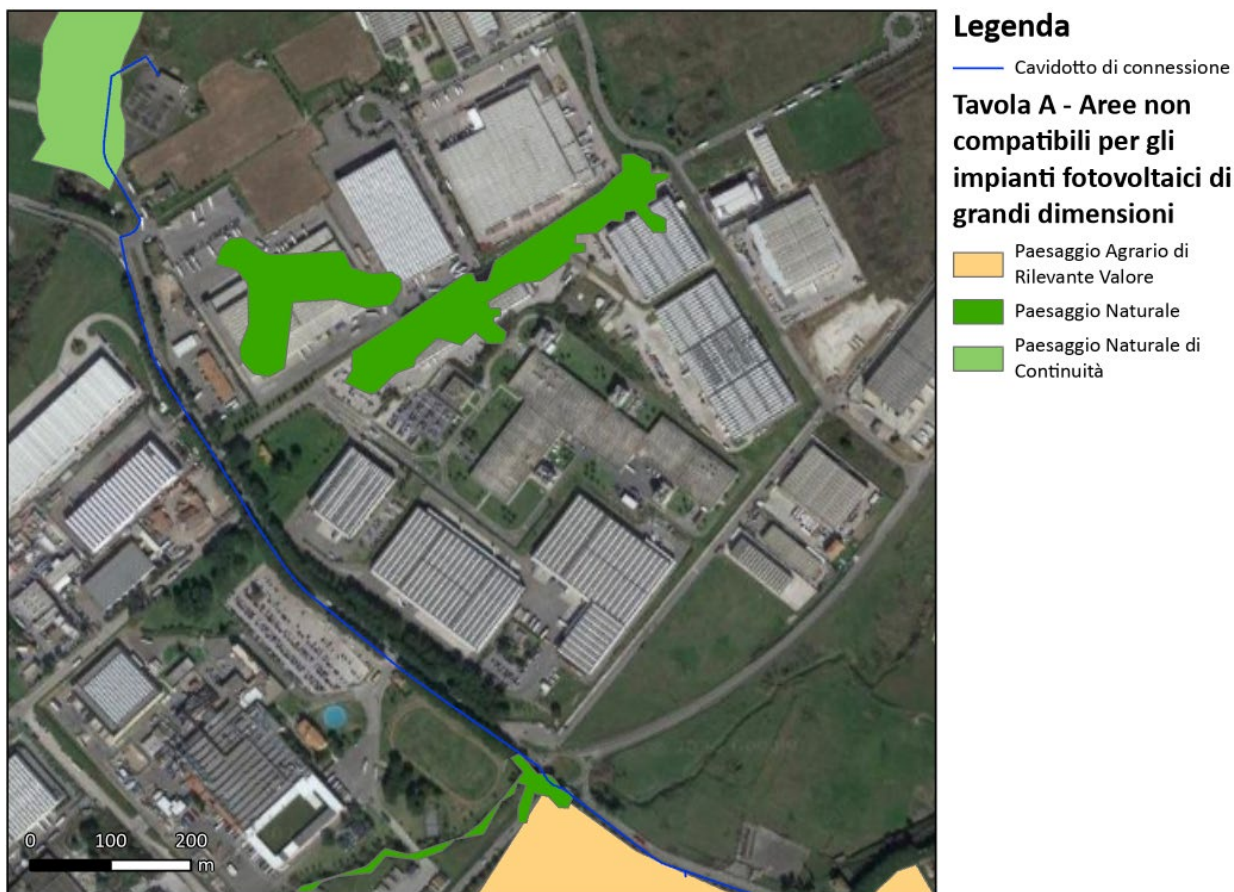 Legenda
Cavidotto di connessione
Tavola A - Aree non
compatibili per gli
impianti fotovoltaici di
grandi dimensioni
Paesaggio Agrario di
Rilevante Valore
Paesaggio Naturale
Paesaggio Naturale di
Continuità
0 100 200
m